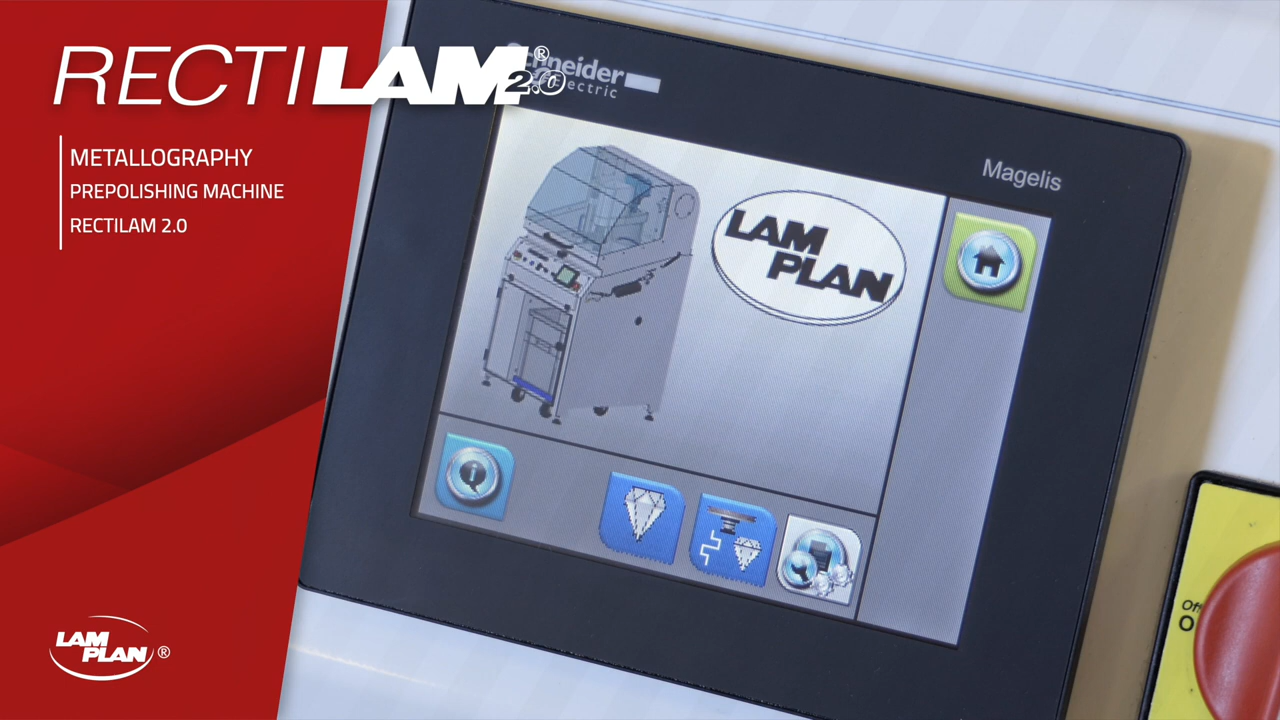 RECTILAM®
2.0
METALLOGRAPHY
PREPOLISHING MACHINE
RECTILAM 2.0
LAM
PLAN ®
Schneider
Electric
Magelis
LAM
PLAN
i
Off
O